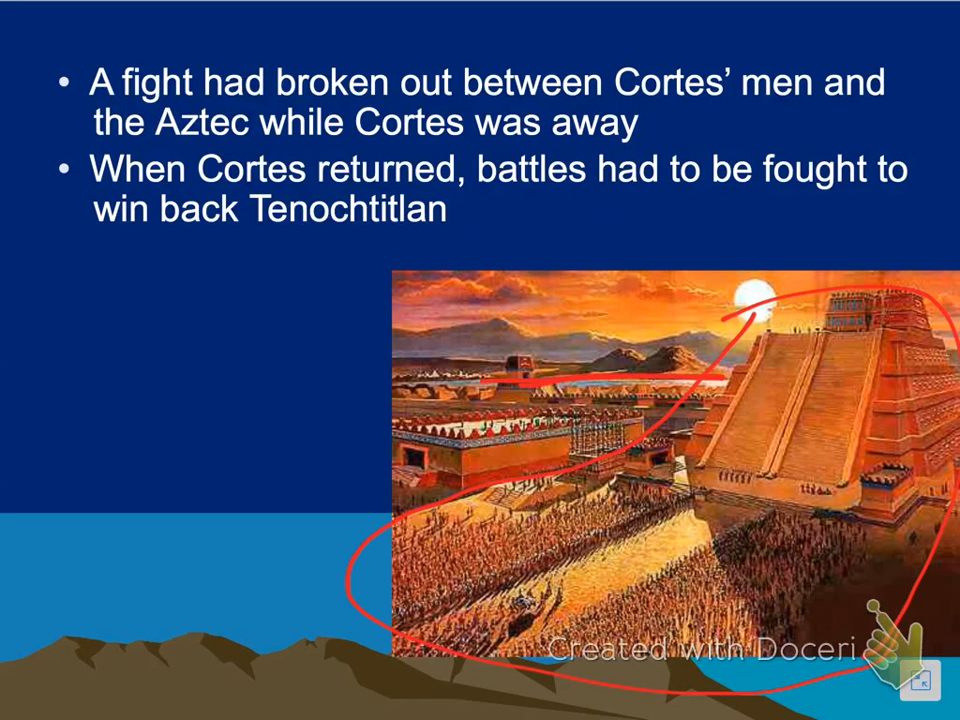 • A fight had broken out between Cortes’ men and
the Aztec while Cortes was away
• When Cortes returned, battles had to be fought to
win back Tenochtitlan
Created with Doceri